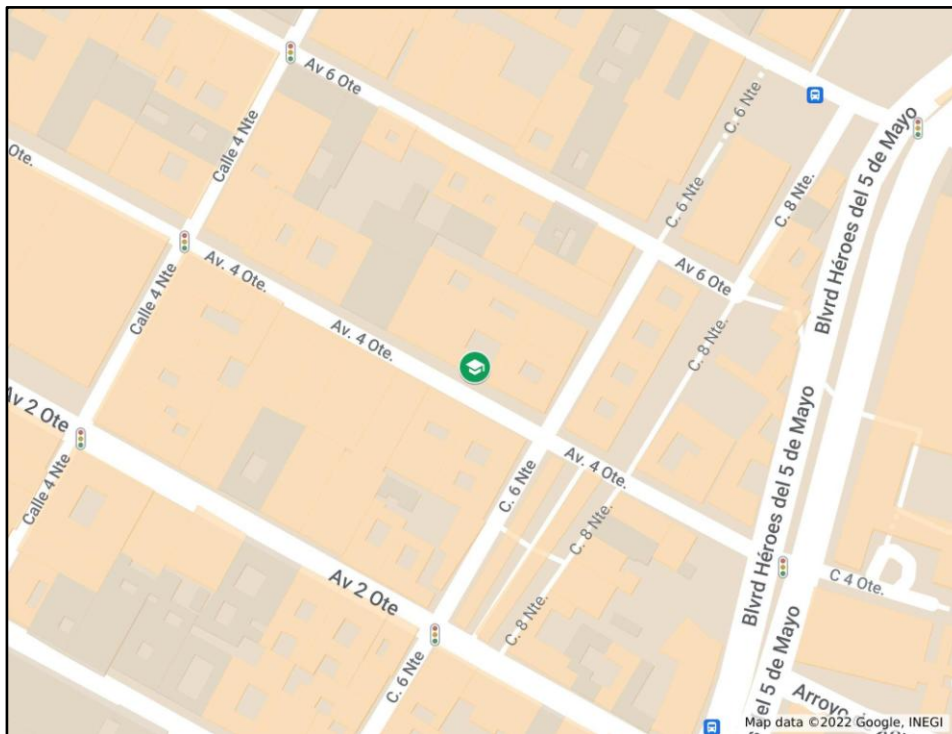 Av 6 Ote
C. 6 Nte
Blvrd Héroes del 5 de Mayo
Calle 4 Nte
Ote.
C. 6 Nte
C. 8 Nte.
Calle 4 Nte
Av. 4 Ote.
Av 6 Ote
Av. 4 Ote.
C. 8 Nte.
Av 2 Ote
Av. 4 Ote.
Blvrd Héroes del 5 de Mayo
Calle 4 Nte
C. 6 Nte
C. 8 Nte.
Av 2 Ote
C 4 Ote.
C. 8 Nte.
C. 6 Nte
del 5 de Mayo
Arroyo de
Map data ©2022 Google, INEGI